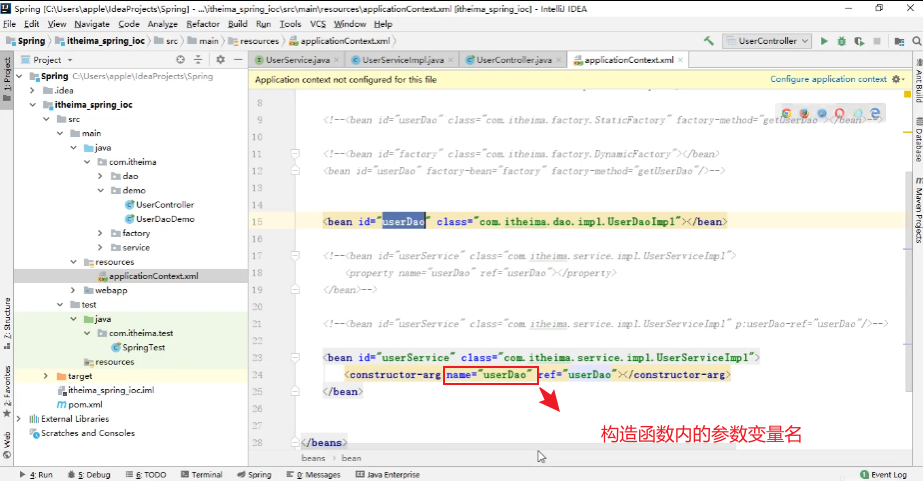 Spring [C:\Users\apple\IdeaProjects\Spring] - ...\itheima_spring_ioc\src\main\resources\applicationContext.xml [itheima_spring_ioc] - IntelliJ IDEA
File Edit View Navigate Code Analyze Refactor Build Run Tools VCS Window Help
Spring itheima_spring_ioc src main resources applicationContext.xml UserController
Project UserService.java UserServiceImpl.java UserController.java applicationContext.xml
Spring C:\Users\apple\IdeaProjects\Spring
.idea
itheima_spring_ioc
src
main
java
com.itheima
dao
demo
UserController
UserDaoDemo
factory
service
resources
applicationContext.xml
webapp
test
java
com.itheima.test
SpringTest
resources
target
itheima_spring_ioc.iml
pom.xml
External Libraries
Scratches and Consoles
1: Project
7: Structure
2: Favorites
Web
Application context not configured for this file Configure application context
8
9 <!--<bean id="userDao" class="com.itheima.factory.StaticFactory" factory-method="getUserDao"></bean>-->
10
11 <!--<bean id="factory" class="com.itheima.factory.DynamicFactory"></bean>
12 <bean id="userDao" factory-bean="factory" factory-method="getUserDao"/>-->
13
14
15 <bean id="userDao" class="com.itheima.dao.impl.UserDaoImpl"></bean>
16
17 <!--<bean id="userService" class="com.itheima.service.impl.UserServiceImpl">
18 <property name="userDao" ref="userDao"></property>
19 </bean>-->
20
21 <!--<bean id="userService" class="com.itheima.service.impl.UserServiceImpl" p:userDao-ref="userDao"/>-->
22
23 <bean id="userService" class="com.itheima.service.impl.UserServiceImpl">
24 <constructor-arg name="userDao" ref="userDao"></constructor-arg>
25 </bean>
26
27
构造函数内的参数变量名
28 </beans>
beans bean
Ant Build
Database
Maven Projects
4: Run 5: Debug 6: TODO Terminal Spring 0: Messages Java Enterprise 1 Event Log